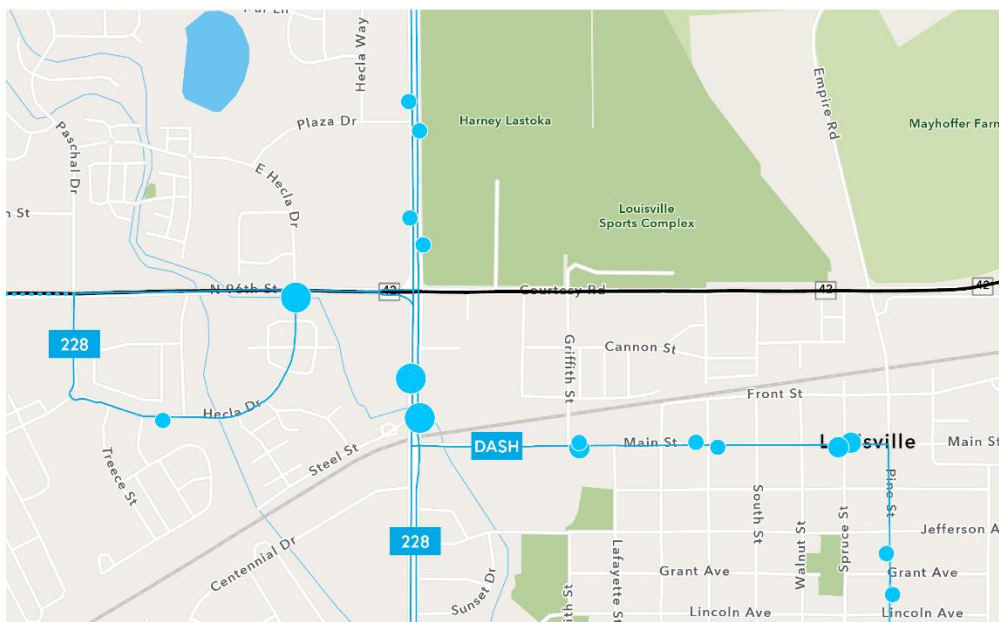 Hecla Way
Plaza Dr
Harney Lastoka
Empire Rd
Mayhoffer Farm
Paschal Dr
E Hecla Dr
St
Louisville
Sports Complex
N 96th St
42
Courtesy Rd
42
42
228
Griffith St
Cannon St
Front St
Hecla Dr
DASH
Main St
Louisville
Main St
Treece St
Steel St
South St
Pine St
228
Centennial Dr
Walnut St
Spruce St
Jefferson A
Lafayette St
Grant Ave
Grant Ave
Sunset Dr
ith St
Lincoln Ave
Lincoln Ave